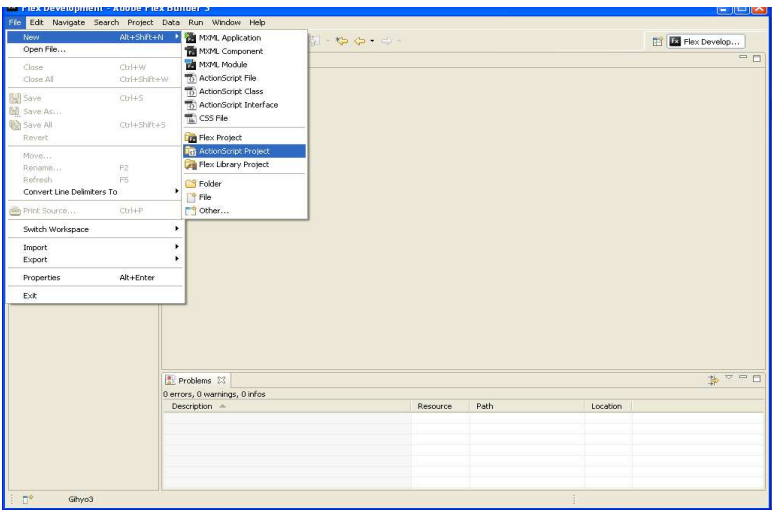 Flex Development - Adobe Flex Builder 3
File Edit Navigate Search Project Data Run Window Help
New Alt+Shift+N
Open File...
Close Ctrl+W
Close All Ctrl+Shift+W
Save Ctrl+S
Save As...
Save All Ctrl+Shift+S
Revert
Move...
Rename... F2
Refresh F5
Convert Line Delimiters To
Print Source... Ctrl+P
Switch Workspace
Import
Export
Properties Alt+Enter
Exit
MXML Application
MXML Component
MXML Module
ActionScript File
ActionScript Class
ActionScript Interface
CSS File
Flex Project
ActionScript Project
Flex Library Project
Folder
File
Other...
Fx Flex Develop...
Problems
0 errors, 0 warnings, 0 infos
Description Resource Path Location
Gihyo3